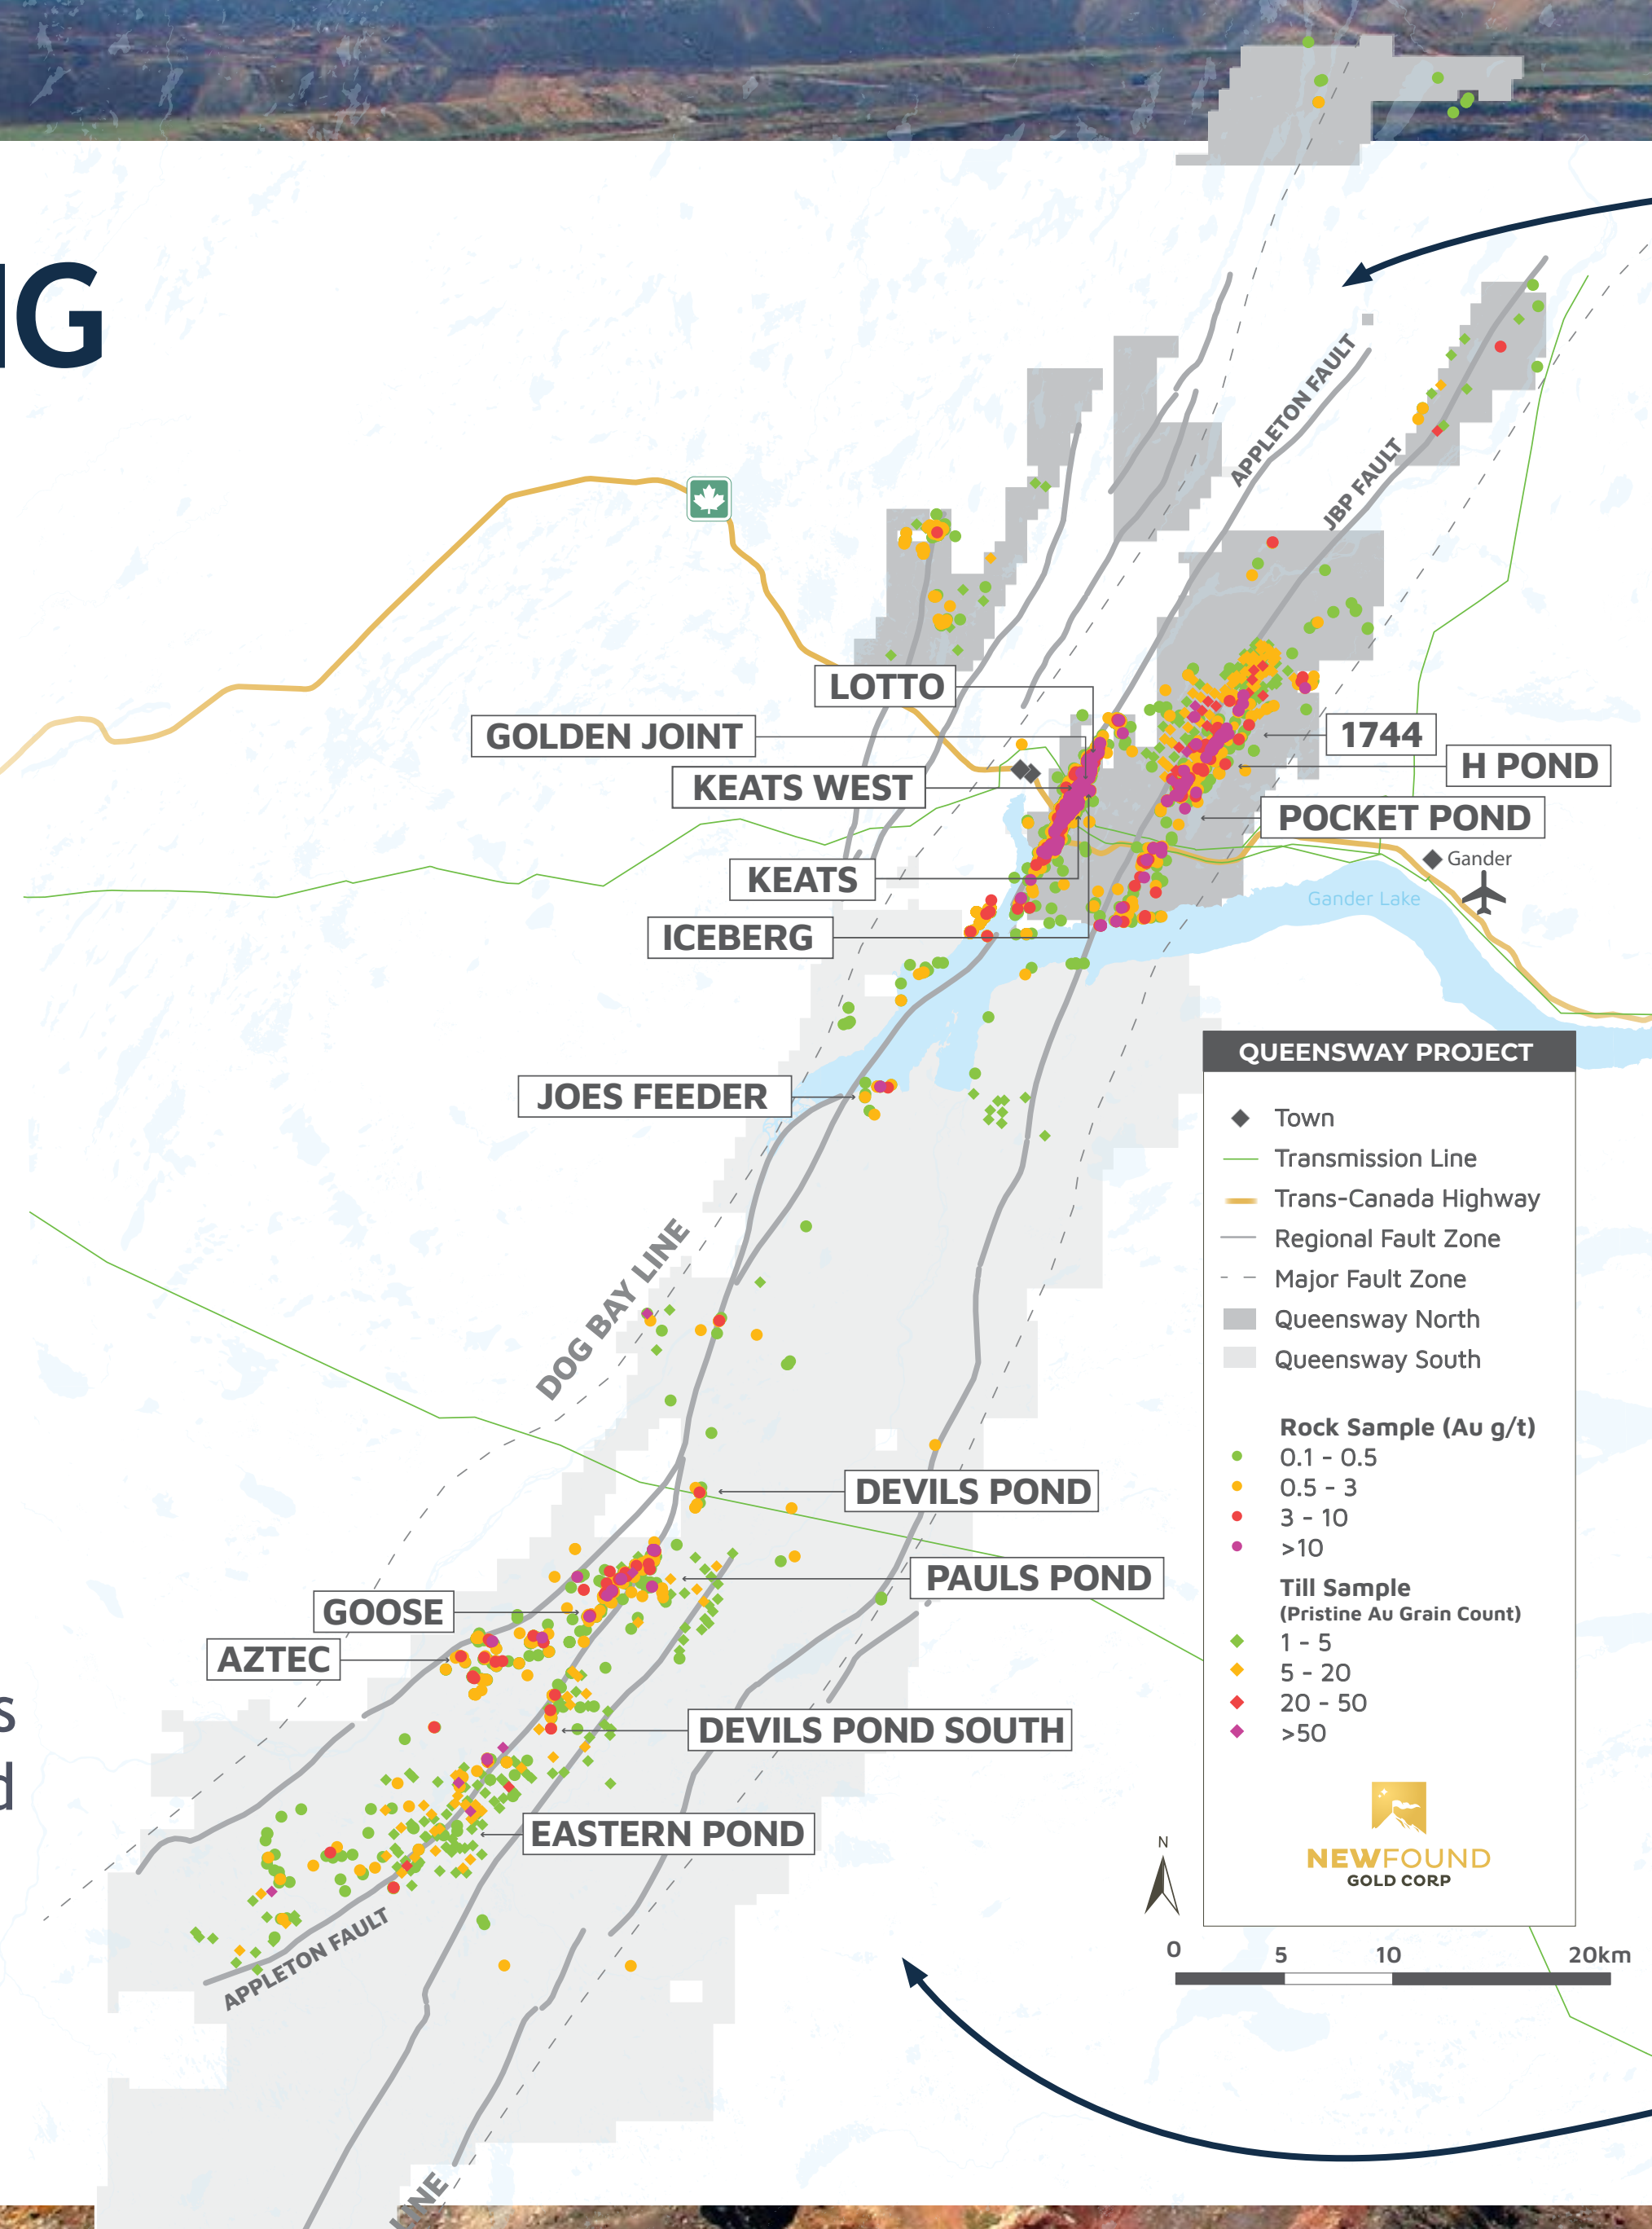 NG
APPLETON FAULT
JBP FAULT
LOTTO
GOLDEN JOINT
1744
KEATS WEST
H POND
POCKET POND
Gander
KEATS
Gander Lake
ICEBERG
JOES FEEDER
DOG BAY LINE
DEVILS POND
PAULS POND
GOOSE
AZTEC
s
DEVILS POND SOUTH
d
EASTERN POND
APPLETON FAULT
LINE
QUEENSWAY PROJECT
Town
Transmission Line
Trans-Canada Highway
Regional Fault Zone
Major Fault Zone
Queensway North
Queensway South
Rock Sample (Au g/t)
0.1 - 0.5
0.5 - 3
3 - 10
>10
Till Sample
(Pristine Au Grain Count)
1 - 5
5 - 20
20 - 50
>50
NEWFOUND
GOLD CORP
N
0 5 10 20km